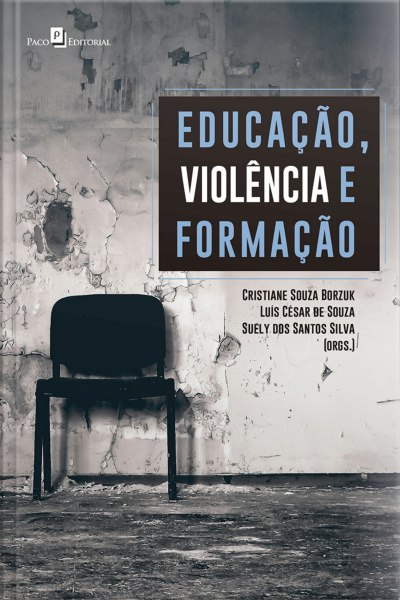 Paco Editorial
EDUCAÇÃO,
VIOLÊNCIA E
FORMAÇÃO
Cristiane Souza Borzuk
Luís César de Souza
Suely dos Santos Silva
(orgs.)